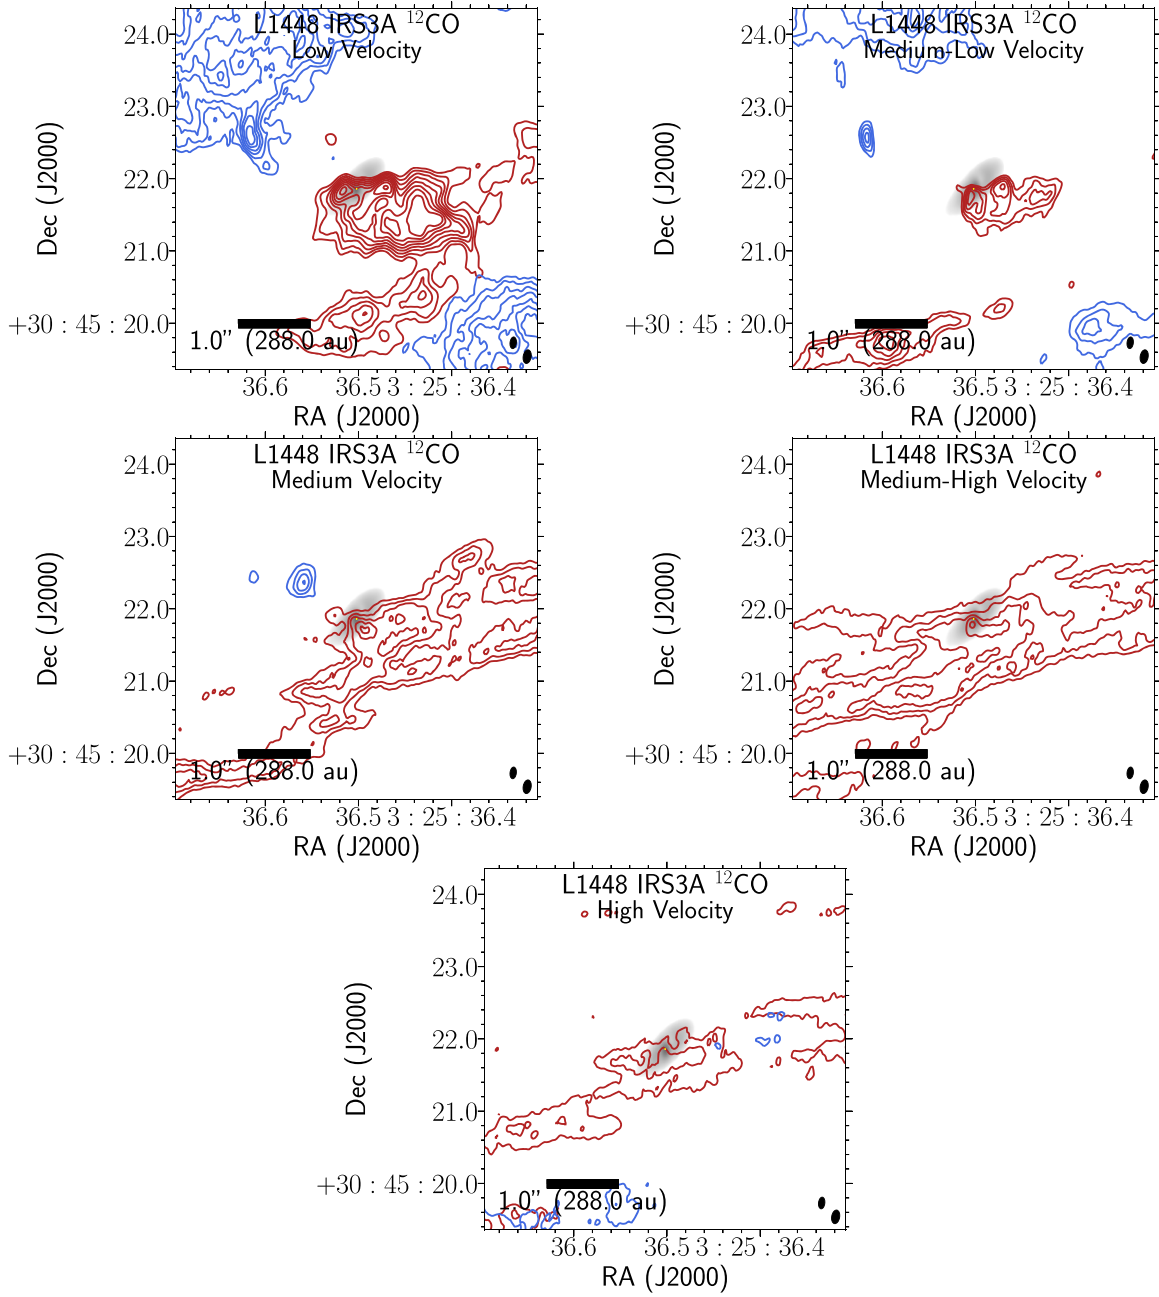 L1448 IRS3A ¹²CO
Low Velocity
24.0
23.0
22.0
21.0
+30 : 45 : 20.0
Dec (J2000)
1.0" (288.0 au)
36.6
36.5
3 : 25 : 36.4
RA (J2000)
L1448 IRS3A ¹²CO
Medium-Low Velocity
24.0
23.0
22.0
21.0
+30 : 45 : 20.0
Dec (J2000)
1.0" (288.0 au)
36.6
36.5
3 : 25 : 36.4
RA (J2000)
L1448 IRS3A ¹²CO
Medium Velocity
24.0
23.0
22.0
21.0
+30 : 45 : 20.0
Dec (J2000)
1.0" (288.0 au)
36.6
36.5
3 : 25 : 36.4
RA (J2000)
L1448 IRS3A ¹²CO
Medium-High Velocity
24.0
23.0
22.0
21.0
+30 : 45 : 20.0
Dec (J2000)
1.0" (288.0 au)
36.6
36.5
3 : 25 : 36.4
RA (J2000)
L1448 IRS3A ¹²CO
High Velocity
24.0
23.0
22.0
21.0
+30 : 45 : 20.0
Dec (J2000)
1.0" (288.0 au)
36.6
36.5
3 : 25 : 36.4
RA (J2000)